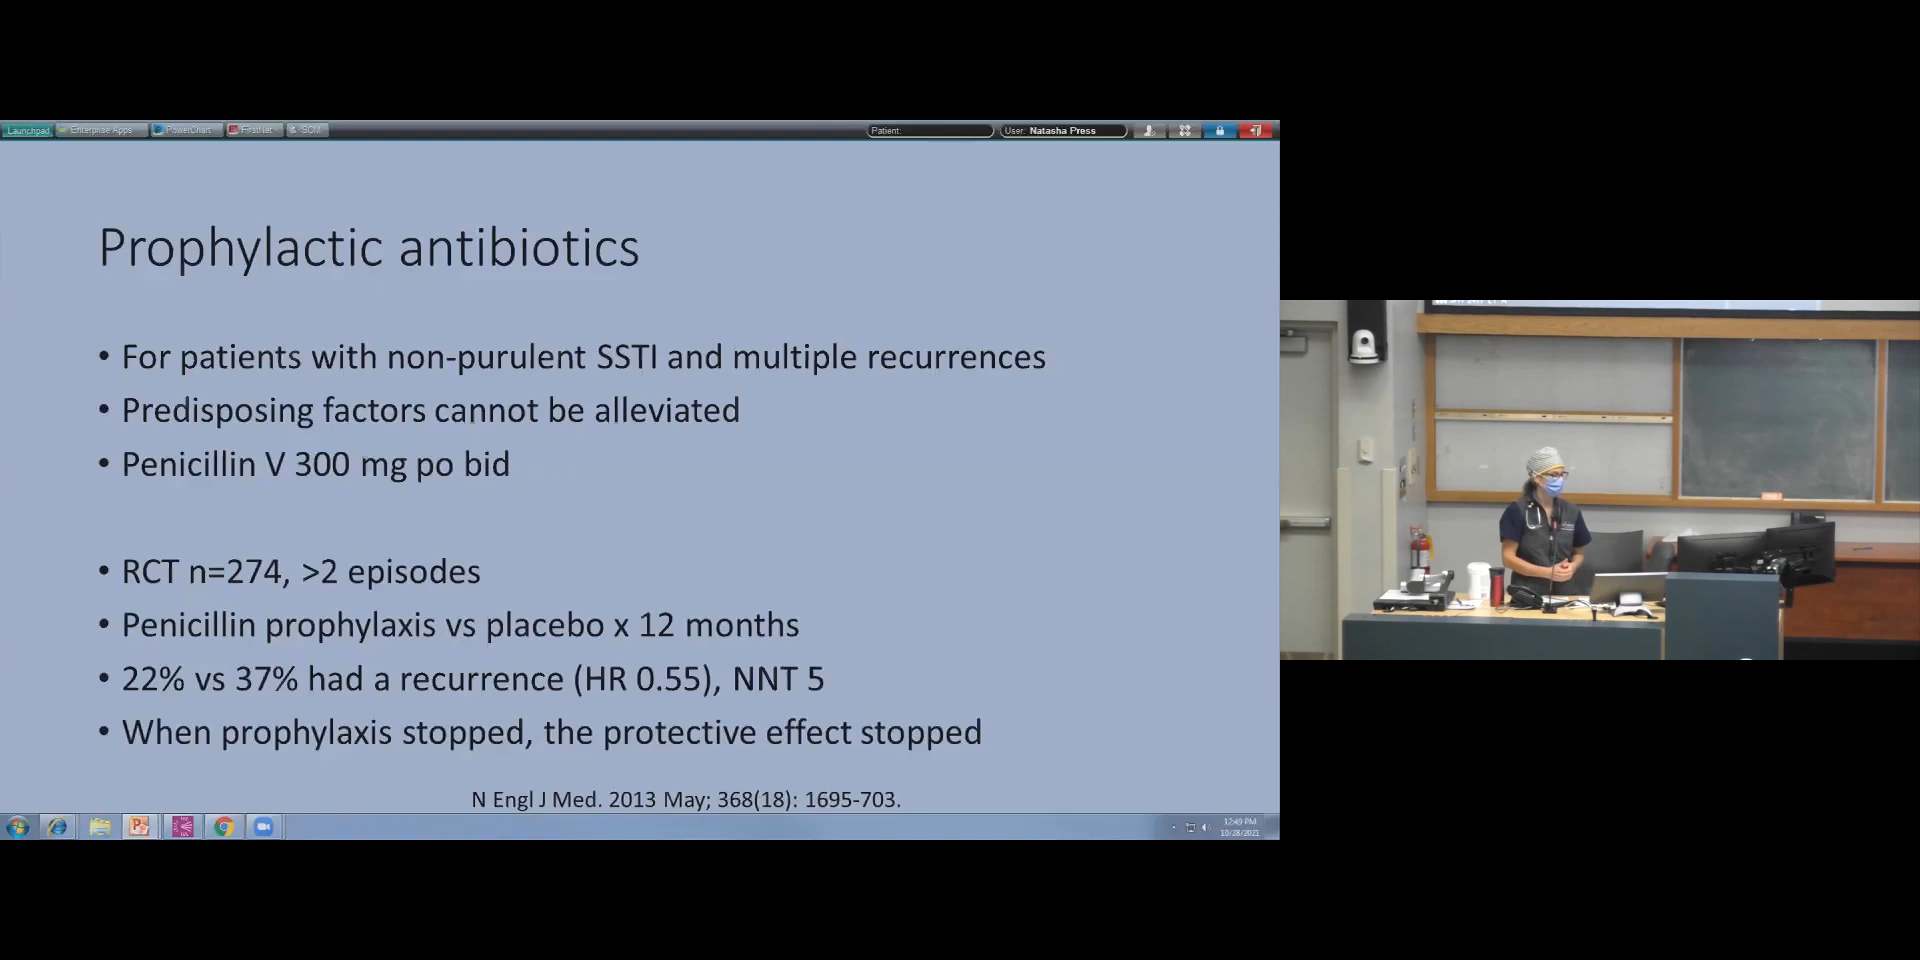 Launchpad
Enterprise Apps
PowerChart
FirstNet
SCM
Patient:
User: Natasha Press
Prophylactic antibiotics
• For patients with non-purulent SSTI and multiple recurrences
• Predisposing factors cannot be alleviated
• Penicillin V 300 mg po bid
• RCT n=274, >2 episodes
• Penicillin prophylaxis vs placebo x 12 months
• 22% vs 37% had a recurrence (HR 0.55), NNT 5
• When prophylaxis stopped, the protective effect stopped
N Engl J Med. 2013 May; 368(18): 1695-703.
12:49 PM
10/28/2021